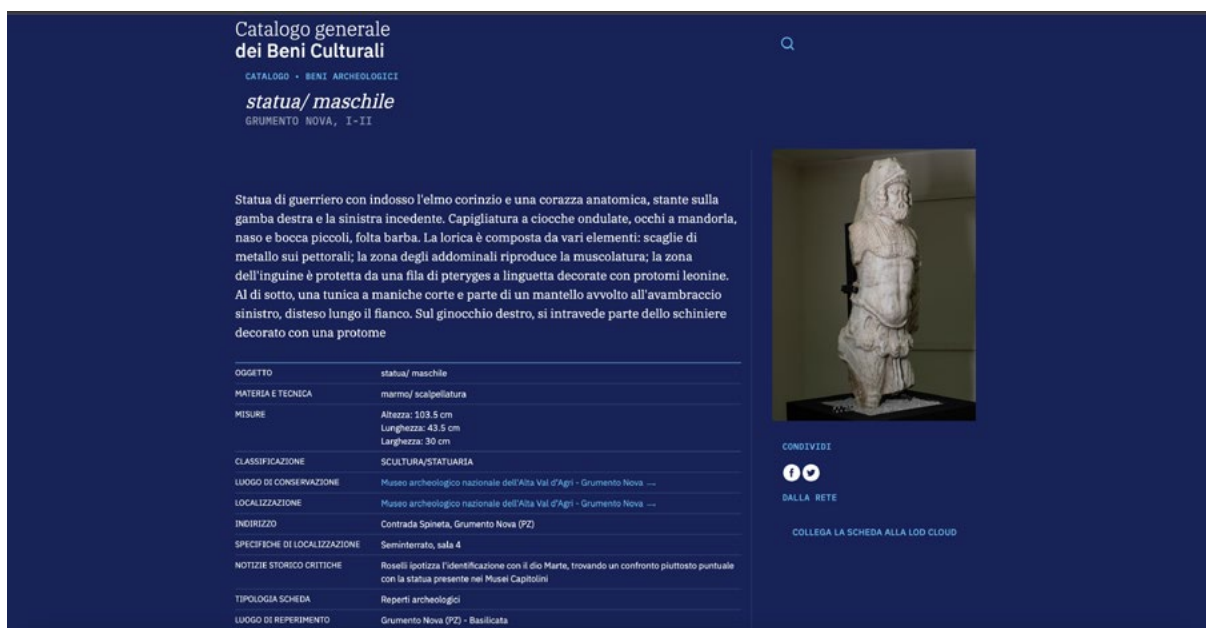 Catalogo generale
dei Beni Culturali
CATALOGO • BENI ARCHEOLOGICI
statua/ maschile
GRUMENTO NOVA, I-II
Statua di guerriero con indosso l'elmo corinzio e una corazza anatomica, stante sulla
gamba destra e la sinistra incedente. Capigliatura a ciocche ondulate, occhi a mandorla,
naso e bocca piccoli, folta barba. La lorica è composta da vari elementi: scaglie di
metallo sui pettorali; la zona degli addominali riproduce la muscolatura; la zona
dell'inguine è protetta da una fila di pteryges a linguetta decorate con protomi leonine.
Al di sotto, una tunica a maniche corte e parte di un mantello avvolto all'avambraccio
sinistro, disteso lungo il fianco. Sul ginocchio destro, si intravede parte dello schiniere
decorato con una protome
OGGETTO statua/ maschile
MATERIA E TECNICA marmo/ scalpellatura
MISURE Altezza: 103.5 cm
Lunghezza: 43.5 cm
Larghezza: 30 cm
CLASSIFICAZIONE SCULTURA/STATUARIA
LUOGO DI CONSERVAZIONE Museo archeologico nazionale dell'Alta Val d'Agri - Grumento Nova →
LOCALIZZAZIONE Museo archeologico nazionale dell'Alta Val d'Agri - Grumento Nova →
INDIRIZZO Contrada Spineta, Grumento Nova (PZ)
SPECIFICHE DI LOCALIZZAZIONE Seminterrato, sala 4
NOTIZIE STORICO CRITICHE Roselli ipotizza l'identificazione con il dio Marte, trovando un confronto piuttosto puntuale
con la statua presente nei Musei Capitolini
TIPOLOGIA SCHEDA Reperti archeologici
LUOGO DI REPERIMENTO Grumento Nova (PZ) - Basilicata
CONDIVIDI
DALLA RETE
COLLEGA LA SCHEDA ALLA LOD CLOUD